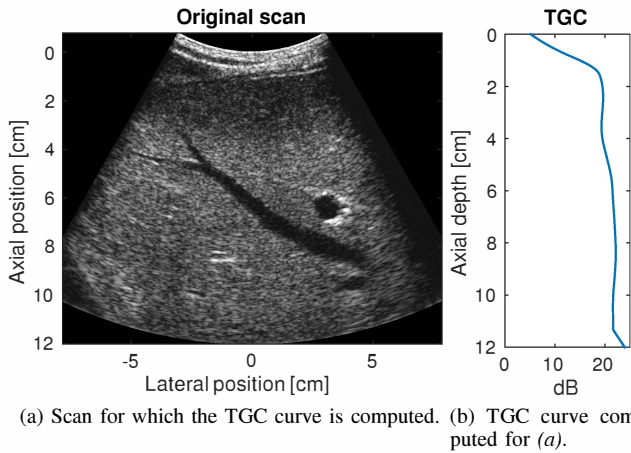 Original scan
0
2
4
6
8
10
12
Axial position [cm]
-5 0 5
Lateral position [cm]
TGC
0
2
4
6
8
10
12
Axial depth [cm]
0 10 20
dB
(a) Scan for which the TGC curve is computed.
(b) TGC curve com
puted for (a).